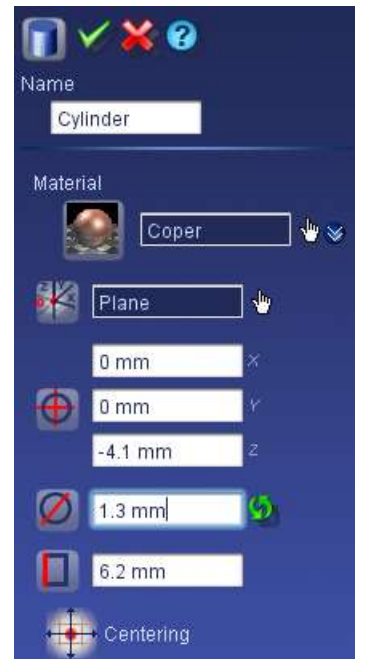 ?
Name
Cylinder
Material
Coper
Plane
0 mm X
0 mm Y
-4.1 mm Z
1.3 mm
6.2 mm
Centering